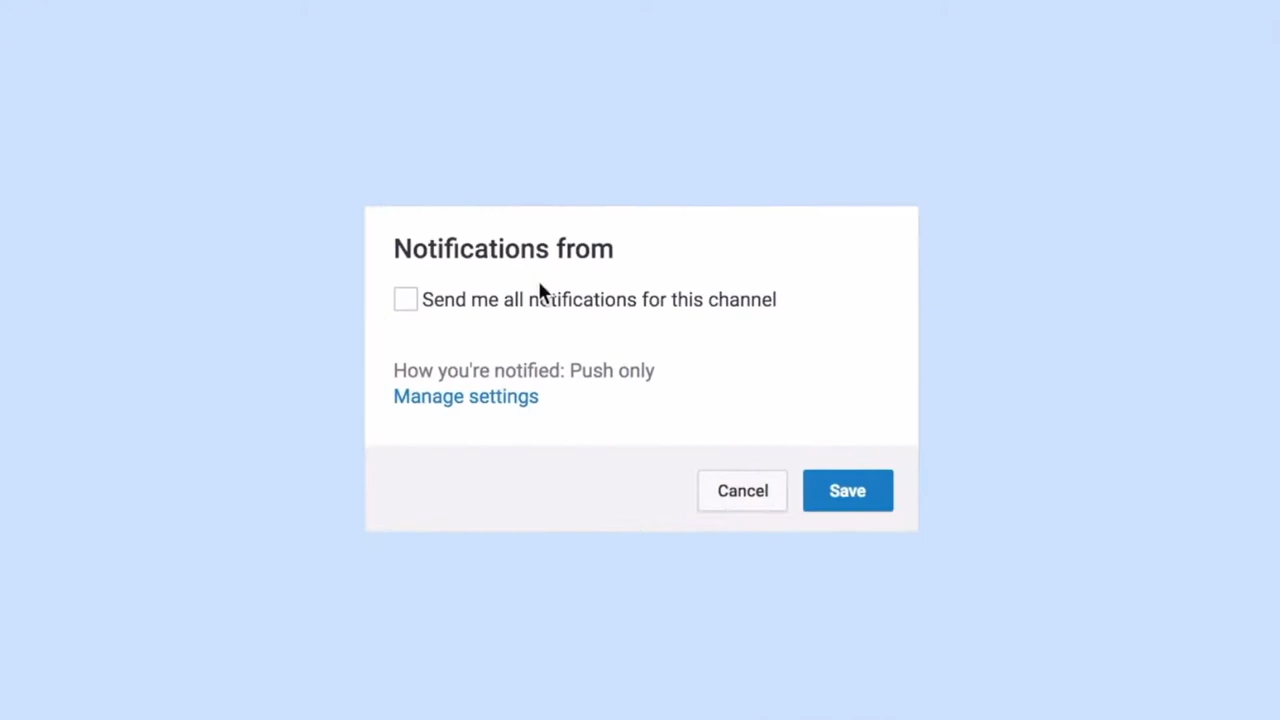 Notifications from
Send me all notifications for this channel
How you're notified: Push only
Manage settings
Cancel
Save